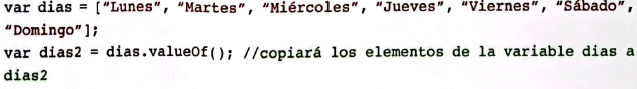 var dias = [“Lunes”, “Martes”, “Miércoles”, “Jueves”, “Viernes”, “Sábado”,
“Domingo”];
var dias2 = dias.valueOf(); //copiará los elementos de la variable dias a
dias2